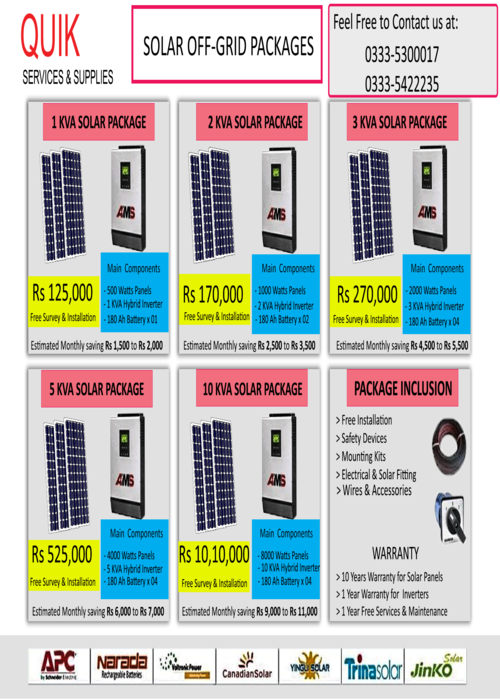 QUIK
SERVICES & SUPPLIES
SOLAR OFF-GRID PACKAGES
Feel Free to Contact us at:
0333-5300017
0333-5422235
1 KVA SOLAR PACKAGE
AMS
Rs 125,000
Free Survey & Installation
Main Components
- 500 Watts Panels
- 1 KVA Hybrid Inverter
- 180 Ah Battery x 01
Estimated Monthly saving Rs 1,500 to Rs 2,000
2 KVA SOLAR PACKAGE
AMS
Rs 170,000
Free Survey & Installation
Main Components
- 1000 Watts Panels
- 2 KVA Hybrid Inverter
- 180 Ah Battery x 02
Estimated Monthly saving Rs 2,500 to Rs 3,500
3 KVA SOLAR PACKAGE
AMS
Rs 270,000
Free Survey & Installation
Main Components
- 2000 Watts Panels
- 3 KVA Hybrid Inverter
- 180 Ah Battery x 04
Estimated Monthly saving Rs 4,500 to Rs 5,500
5 KVA SOLAR PACKAGE
AMS
Rs 525,000
Free Survey & Installation
Main Components
- 4000 Watts Panels
- 5 KVA Hybrid Inverter
- 180 Ah Battery x 04
Estimated Monthly saving Rs 6,000 to Rs 7,000
10 KVA SOLAR PACKAGE
AMS
Rs 10,10,000
Free Survey & Installation
Main Components
- 8000 Watts Panels
- 10 KVA Hybrid Inverter
- 180 Ah Battery x 04
Estimated Monthly saving Rs 9,000 to Rs 11,000
PACKAGE INCLUSION
> Free Installation
> Safety Devices
> Mounting Kits
> Electrical & Solar Fitting
> Wires & Accessories
WARRANTY
> 10 Years Warranty for Solar Panels
> 1 Year Warranty for Inverters
> 1 Year Free Services & Maintenance
APC
by Schneider Electric
Narada
Rechargeable Batteries
Voltronic Power
CanadianSolar
YINGLI SOLAR
Trinasolar
JinKO Solar